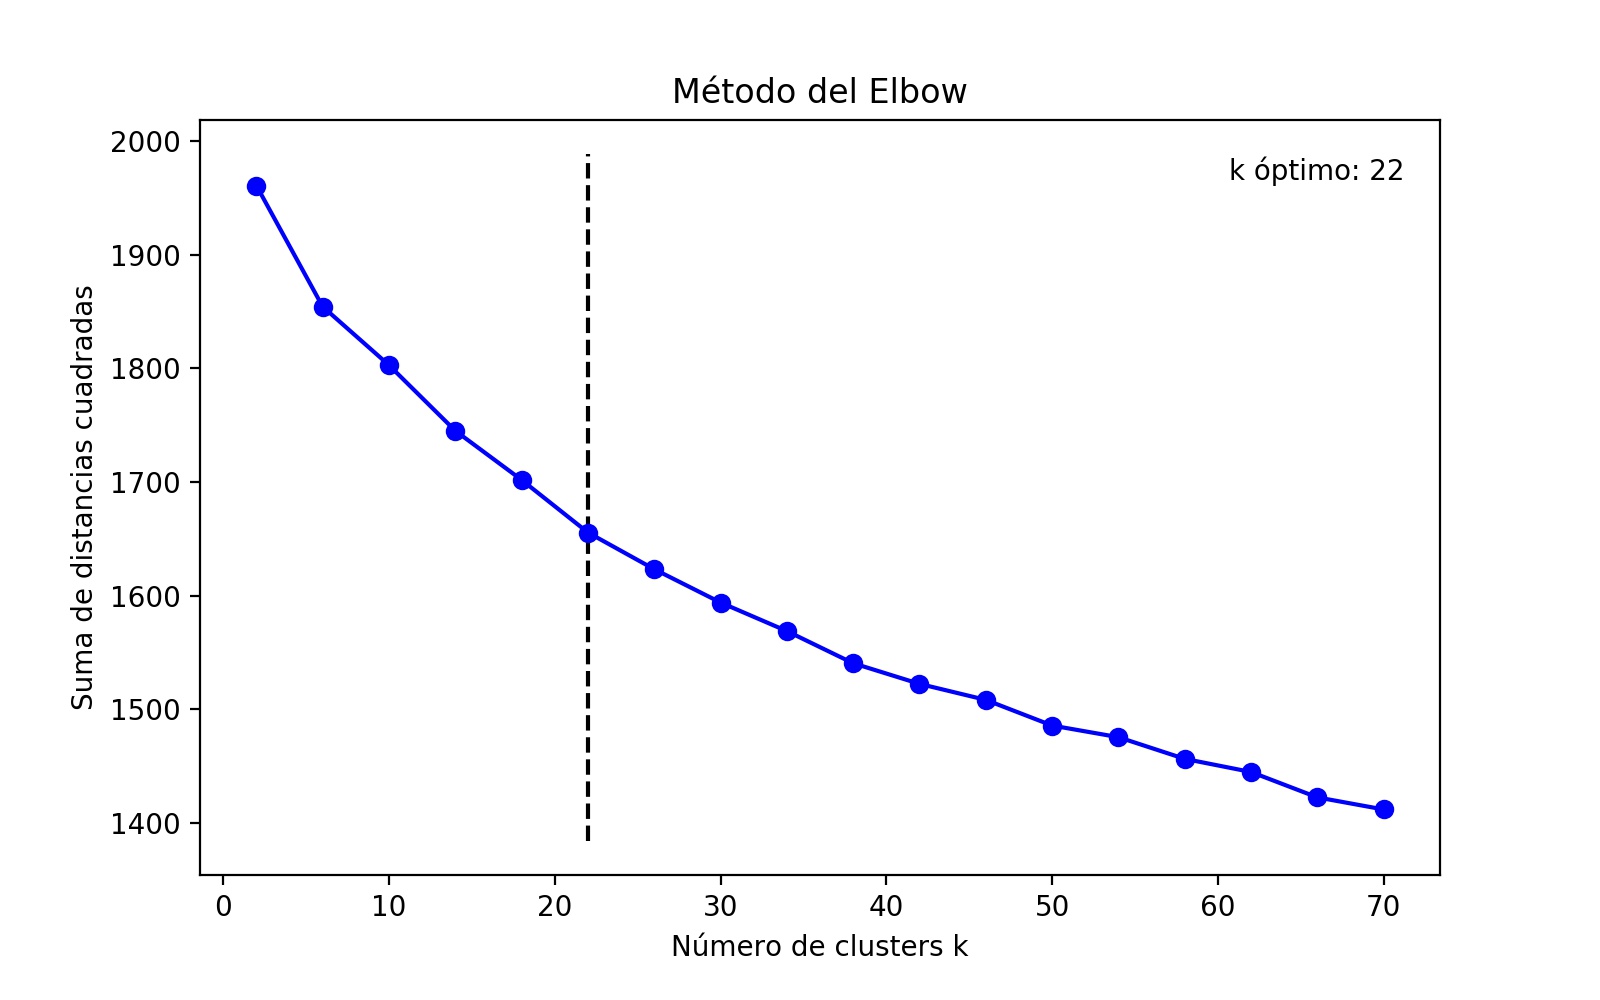 Método del Elbow
k óptimo: 22
Suma de distancias cuadradas
2000
1900
1800
1700
1600
1500
1400
0 10 20 30 40 50 60 70
Número de clusters k